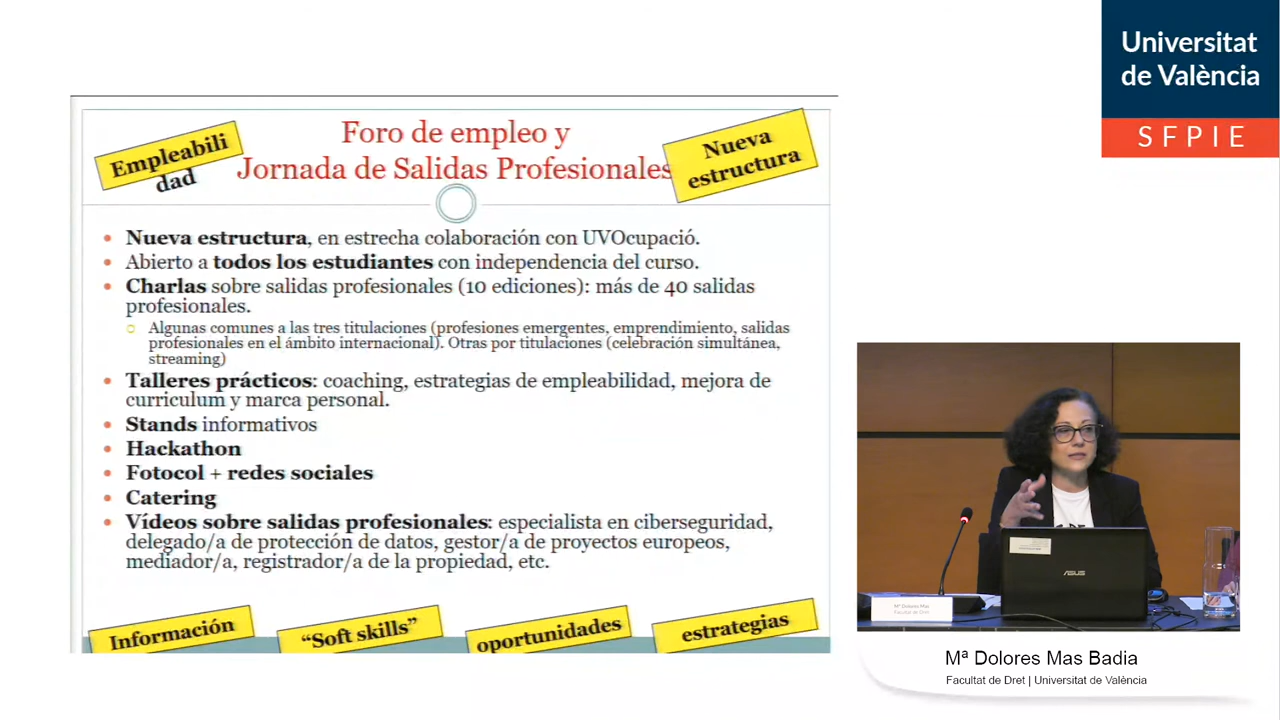 Universitat
de València
SFPIE
Empleabili
dad
Foro de empleo y
Jornada de Salidas Profesionales
Nueva
estructura
• Nueva estructura, en estrecha colaboración con UVOcupació.
• Abierto a todos los estudiantes con independencia del curso.
• Charlas sobre salidas profesionales (10 ediciones): más de 40 salidas
profesionales.
Algunas comunes a las tres titulaciones (profesiones emergentes, emprendimiento, salidas
profesionales en el ámbito internacional). Otras por titulaciones (celebración simultánea,
streaming)
• Talleres prácticos: coaching, estrategias de empleabilidad, mejora de
curriculum y marca personal.
• Stands informativos
• Hackathon
• Fotocol + redes sociales
• Catering
• Vídeos sobre salidas profesionales: especialista en ciberseguridad,
delegado/a de protección de datos, gestor/a de proyectos europeos,
mediador/a, registrador/a de la propiedad, etc.
Información
"Soft skills"
oportunidades
estrategias
ASUS
Mª Dolores Mas
Facultat de Dret
Mª Dolores Mas Badia
Facultat de Dret | Universitat de València